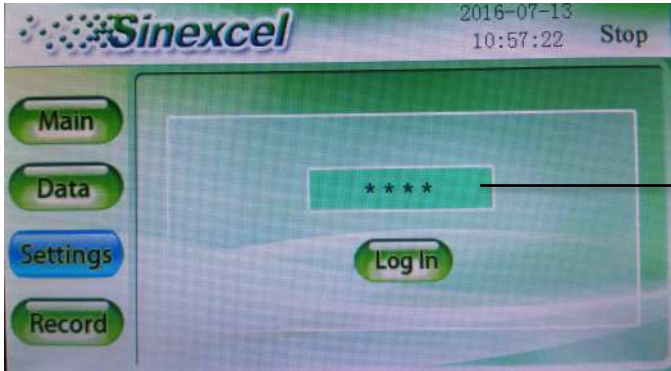 Sinexcel
2016-07-13
10:57:22
Stop
Main
Data
Settings
Record
****
Log In